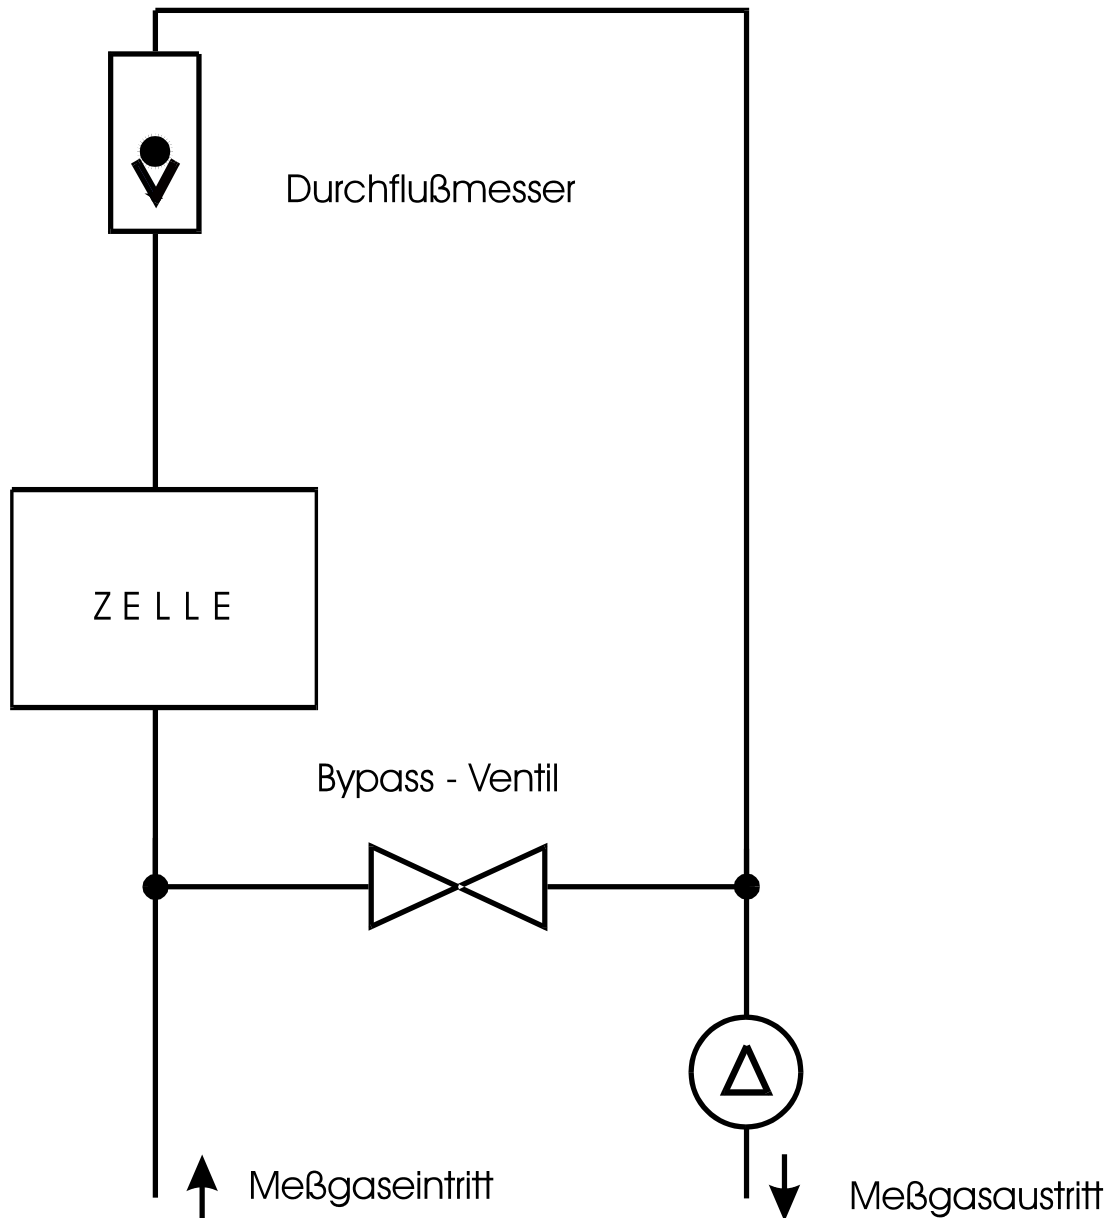 Durchflußmesser
ZELLE
Bypass - Ventil
Meßgaseintritt
Meßgasaustritt